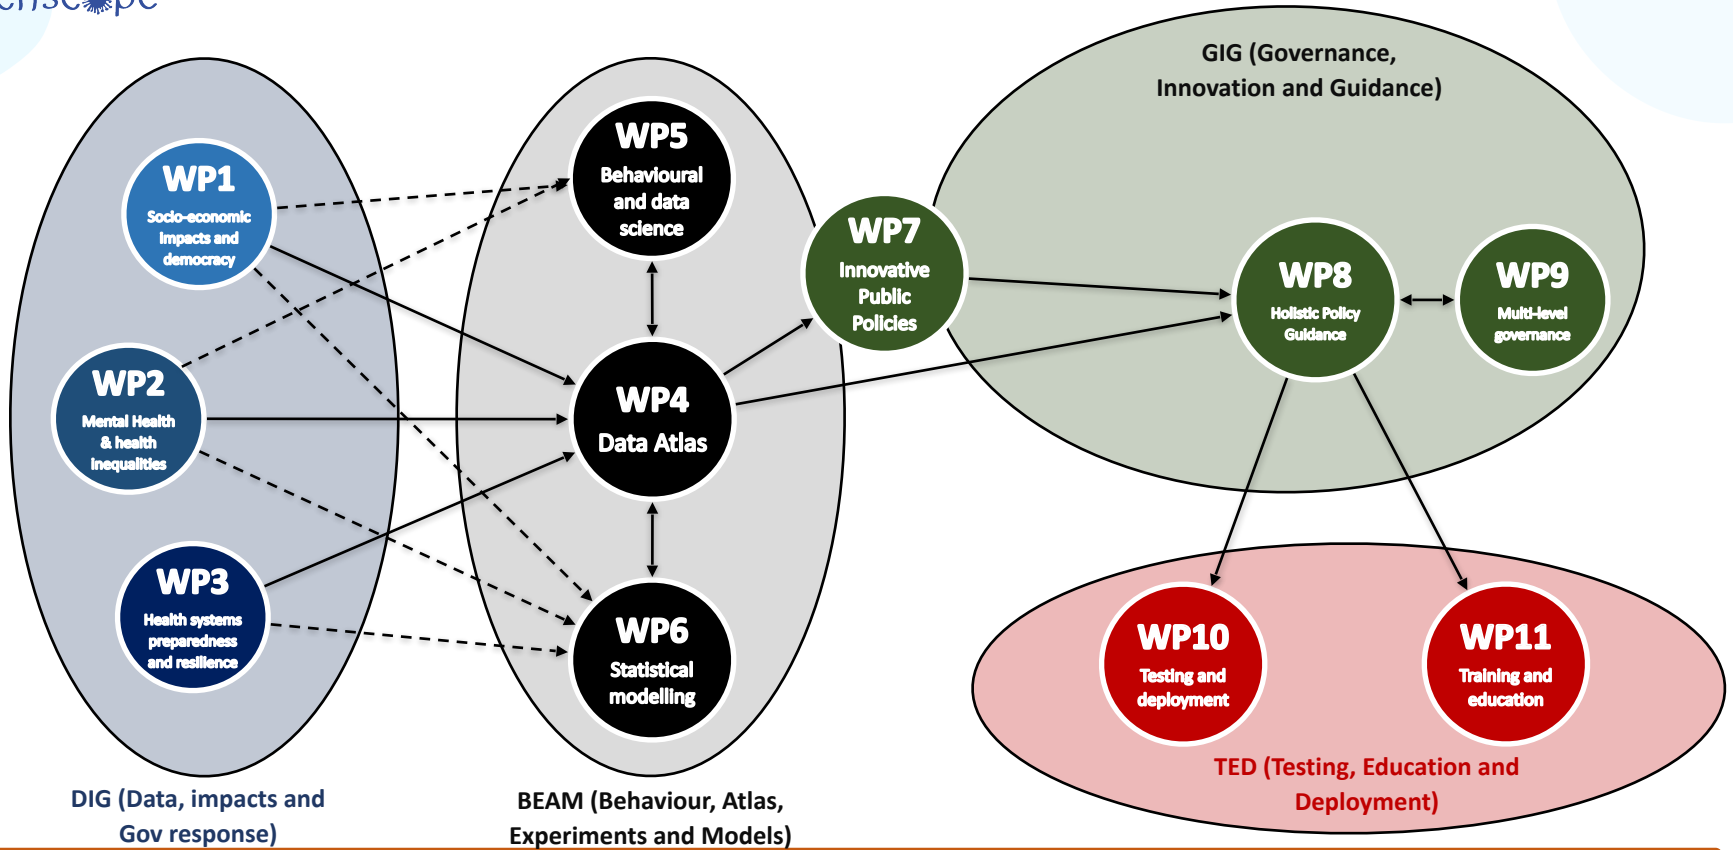 GIG (Governance,
Innovation and Guidance)
WP1
Socio-economic
impacts and
democracy
WP2
Mental Health
& health
inequalities
WP3
Health systems
preparedness
and resilience
DIG (Data, impacts and
Gov response)
WP5
Behavioural
and data
science
WP4
Data Atlas
WP6
Statistical
modelling
BEAM (Behaviour, Atlas,
Experiments and Models)
WP7
Innovative
Public
Policies
WP8
Holistic Policy
Guidance
WP9
Multi-level
governance
WP10
Testing and
deployment
WP11
Training and
education
TED (Testing, Education and
Deployment)